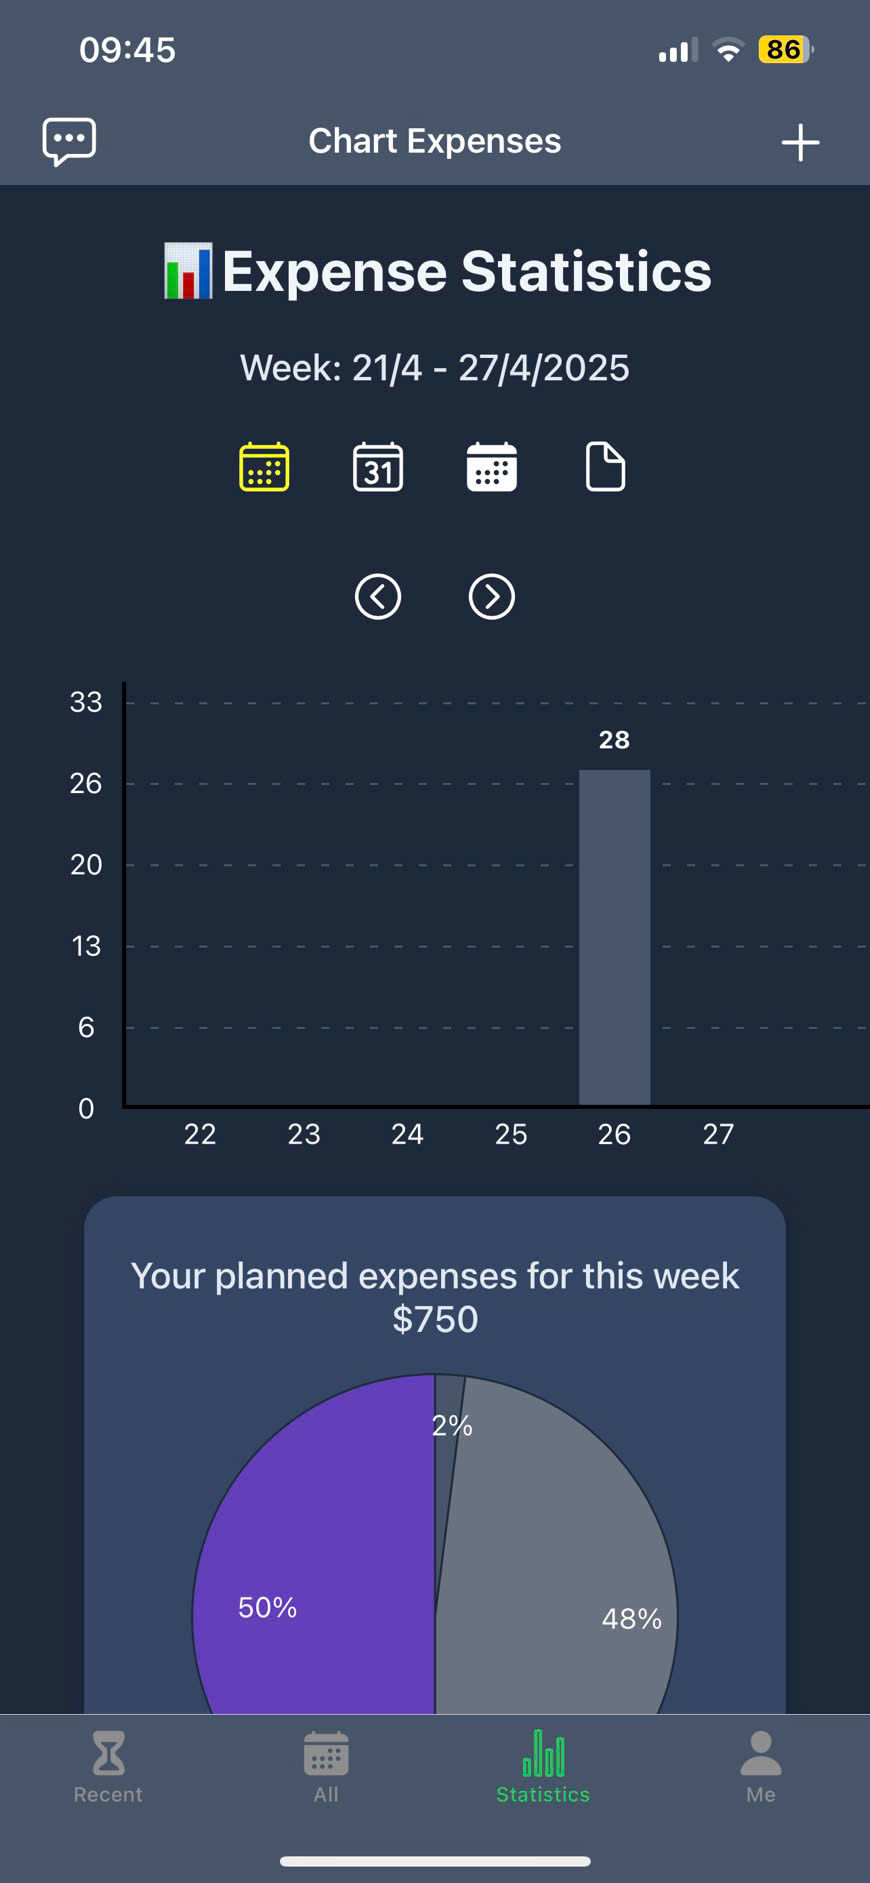 09:45
86
Chart Expenses
Expense Statistics
Week: 21/4 - 27/4/2025
31
33
28
26
20
13
6
0
22 23 24 25 26 27
Your planned expenses for this week
$750
2%
50%
48%
Recent All Statistics Me